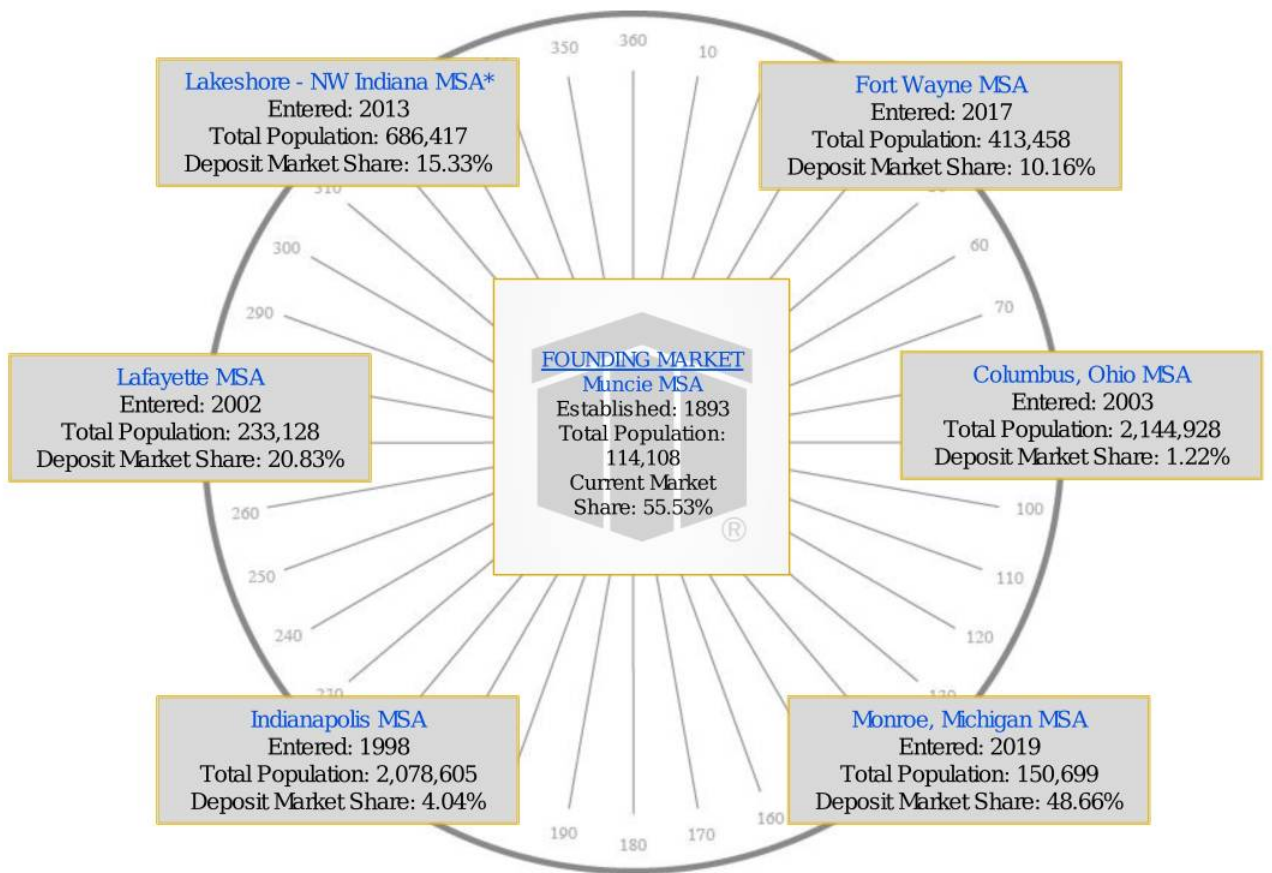 350
360
10
Lakeshore - NW Indiana MSA*
Entered: 2013
Total Population: 686,417
Deposit Market Share: 15.33%
Fort Wayne MSA
Entered: 2017
Total Population: 413,458
Deposit Market Share: 10.16%
310
300
60
290
70
Lafayette MSA
Entered: 2002
Total Population: 233,128
Deposit Market Share: 20.83%
FOUNDING MARKET
Muncie MSA
Established: 1893
Total Population:
114,108
Current Market
Share: 55.53%
®
Columbus, Ohio MSA
Entered: 2003
Total Population: 2,144,928
Deposit Market Share: 1.22%
260
100
250
110
240
120
Indianapolis MSA
Entered: 1998
Total Population: 2,078,605
Deposit Market Share: 4.04%
Monroe, Michigan MSA
Entered: 2019
Total Population: 150,699
Deposit Market Share: 48.66%
190
180
170
160